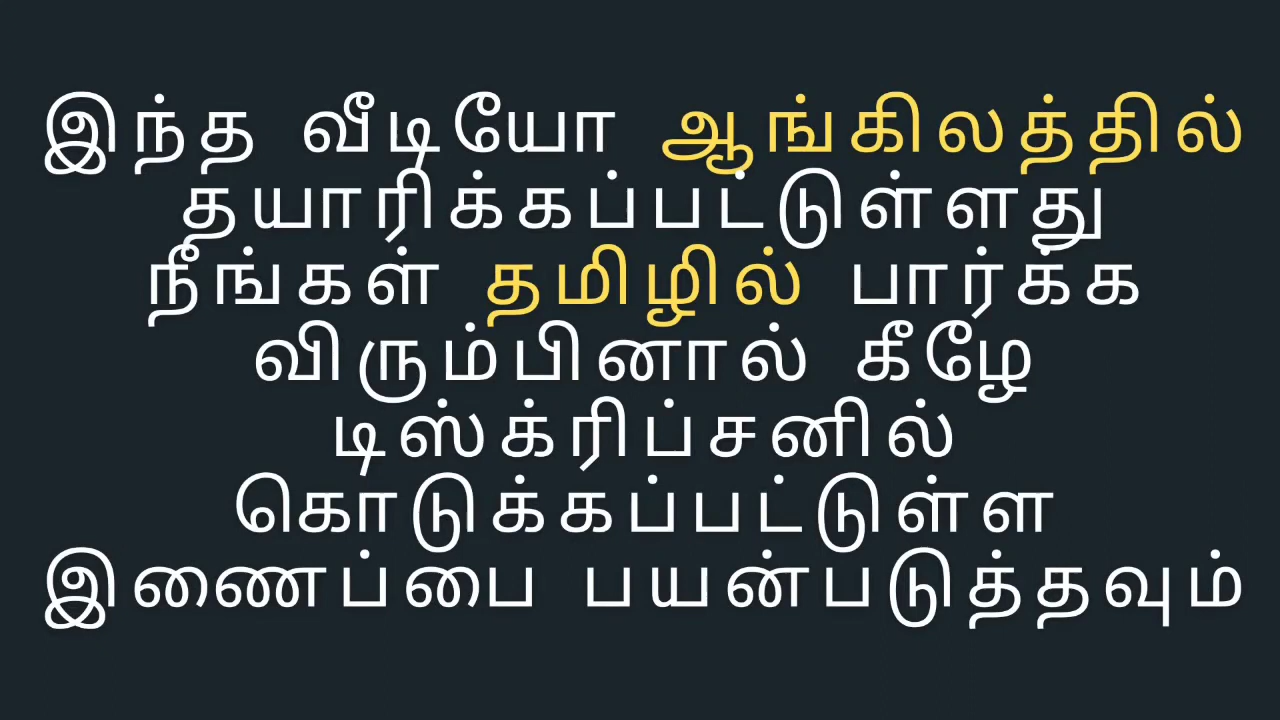 இந்த வீடியோ ஆங்கிலத்தில்
தயாரிக்கப்பட்டுள்ளது
நீங்கள் தமிழில் பார்க்க
விரும்பினால் கீழே
டிஸ்க்ரிப்சனில்
கொடுக்கப்பட்டுள்ள
இணைப்பை பயன்படுத்தவும்